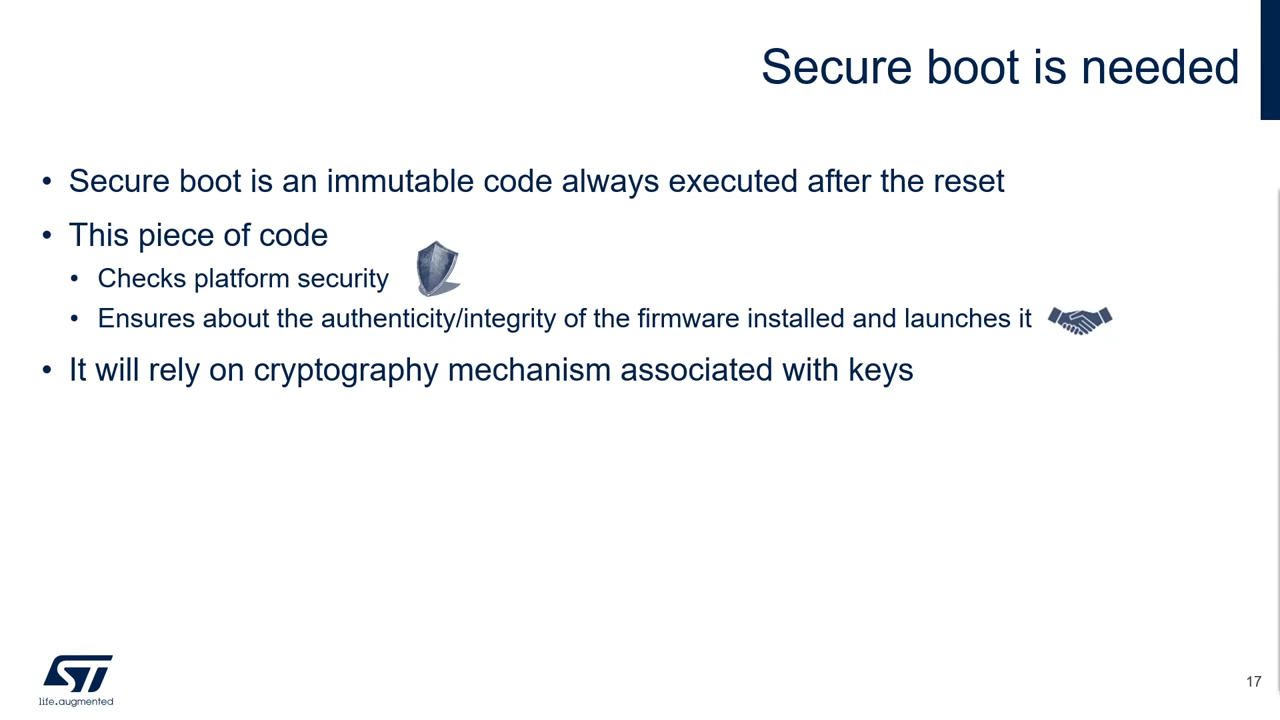 Secure boot is needed
• Secure boot is an immutable code always executed after the reset
• This piece of code
• Checks platform security
• Ensures about the authenticity/integrity of the firmware installed and launches it
• It will rely on cryptography mechanism associated with keys
ST
life.augmented
17